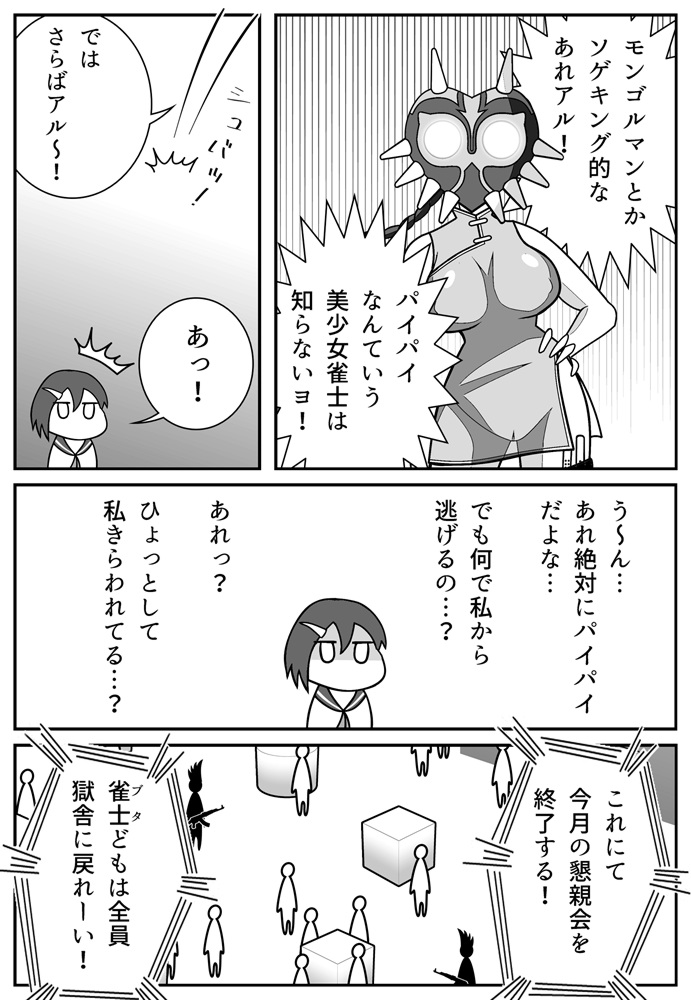 モンゴルマンとか
ソゲキング的な
あれアル！
パイパイ
なんていう
美少女雀士は
知らないヨ！
では
さらばアル～！
シュバッ！
あっ！
う～ん…
あれ絶対にパイパイ
だよな…
でも何で私から
逃げるの…？
あれっ？
ひょっとして
私きらわれてる…？
これにて
今月の懇親会を
終了する！
雀士どもは全員
ブタ
獄舎に戻れーい！